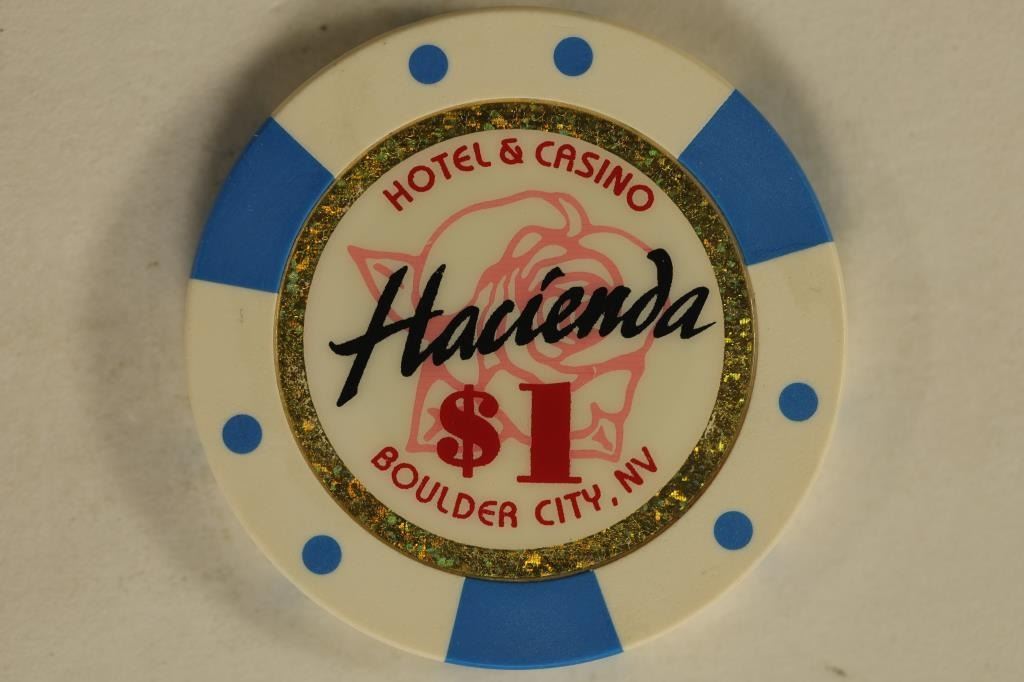 HOTEL & CASINO
Hacienda
$1
BOULDER CITY, NV